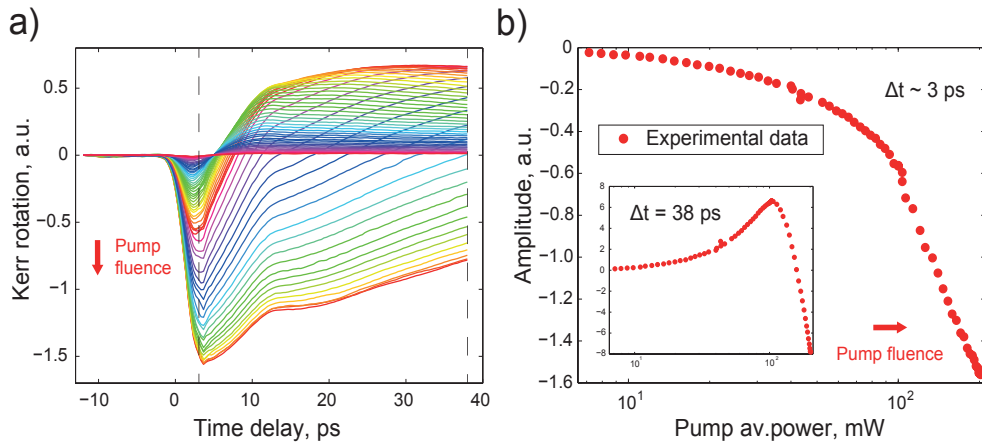 a)
Kerr rotation, a.u.
0.5
0
−0.5
−1
−1.5
Pump
fluence
−10
0
10
20
30
40
Time delay, ps
b)
Amplitude, a.u.
0
−0.2
−0.4
−0.6
−0.8
−1.0
−1.2
−1.4
−1.6
Δt ~ 3 ps
Experimental data
Δt = 38 ps
8
6
4
2
0
−2
−4
−6
−8
10¹
10²
Pump fluence
10¹
10²
Pump av.power, mW